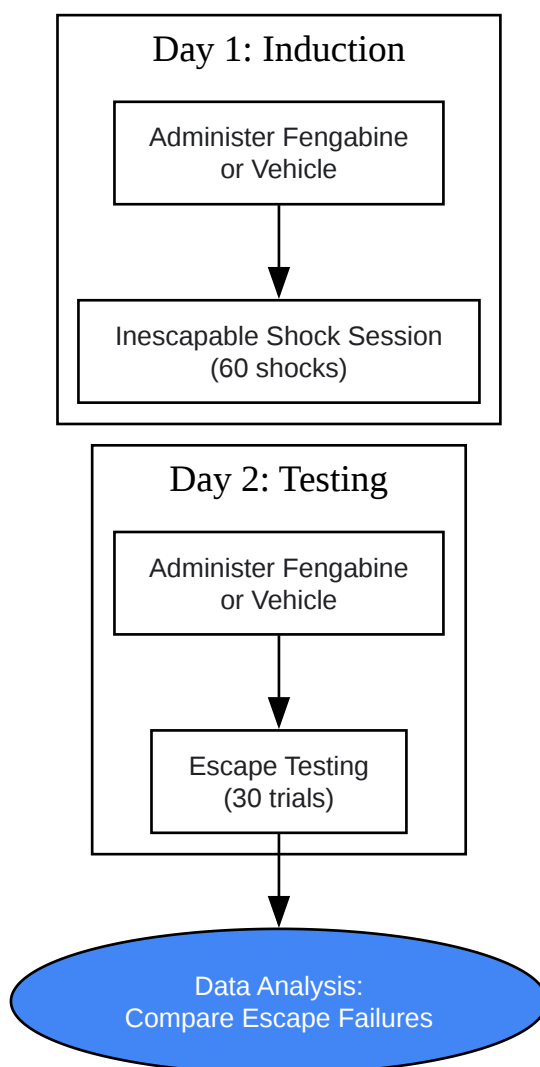 Day 1: Induction
Administer Fengabine
or Vehicle
Inescapable Shock Session
(60 shocks)
Day 2: Testing
Administer Fengabine
or Vehicle
Escape Testing
(30 trials)
Data Analysis:
Compare Escape Failures